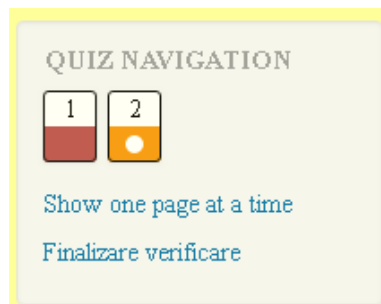 QUIZ NAVIGATION
1 2
Show one page at a time
Finalizare verificare